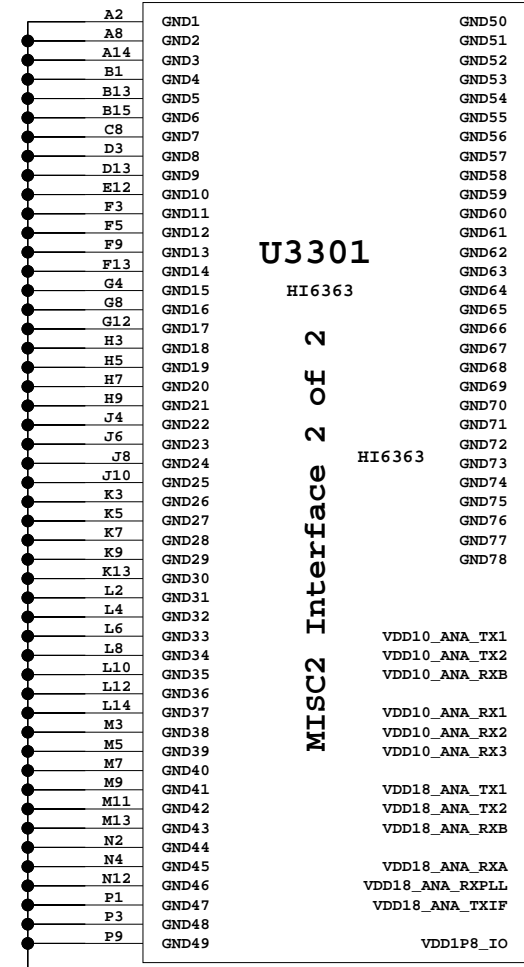 A2 GND1 GND50
A8 GND2 GND51
A14 GND3 GND52
B1 GND4 GND53
B13 GND5 GND54
B15 GND6 GND55
C8 GND7 GND56
D3 GND8 GND57
D13 GND9 GND58
E12 GND10 GND59
F3 GND11 GND60
F5 GND12 GND61
F9 GND13 U3301 GND62
F13 GND14 GND63
G4 GND15 HI6363 GND64
G8 GND16 GND65
G12 GND17 GND66
H3 GND18 GND67
H5 GND19 GND68
H7 GND20 GND69
H9 GND21 GND70
J4 GND22 GND71
J6 GND23 GND72
J8 GND24 HI6363 GND73
J10 GND25 GND74
K3 GND26 GND75
K5 GND27 GND76
K7 GND28 GND77
K9 GND29 GND78
K13 GND30
L2 GND31
L4 GND32
L6 GND33 VDD10_ANA_TX1
L8 GND34 VDD10_ANA_TX2
L10 GND35 VDD10_ANA_RXB
L12 GND36
L14 GND37 VDD10_ANA_RX1
M3 GND38 VDD10_ANA_RX2
M5 GND39 VDD10_ANA_RX3
M7 GND40
M9 GND41 VDD18_ANA_TX1
M11 GND42 VDD18_ANA_TX2
M13 GND43 VDD18_ANA_RXB
N2 GND44
N4 GND45 VDD18_ANA_RXA
N12 GND46 VDD18_ANA_RXPLL
P1 GND47 VDD18_ANA_TXIF
P3 GND48
P9 GND49 VDD1P8_IO
MISC2 Interface 2 of 2